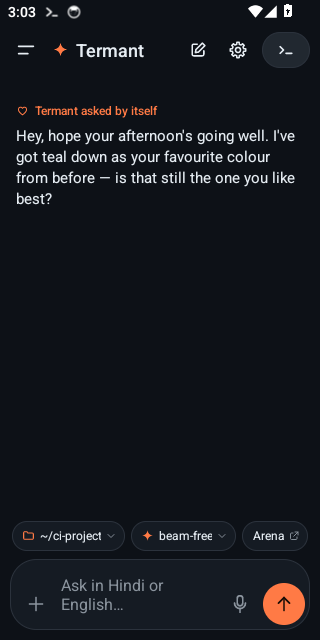 3:03
Termant
Termant asked by itself
Hey, hope your afternoon's going well. I've
got teal down as your favourite colour
from before — is that still the one you like
best?
~/ci-project
beam-free
Arena
Ask in Hindi or
English…